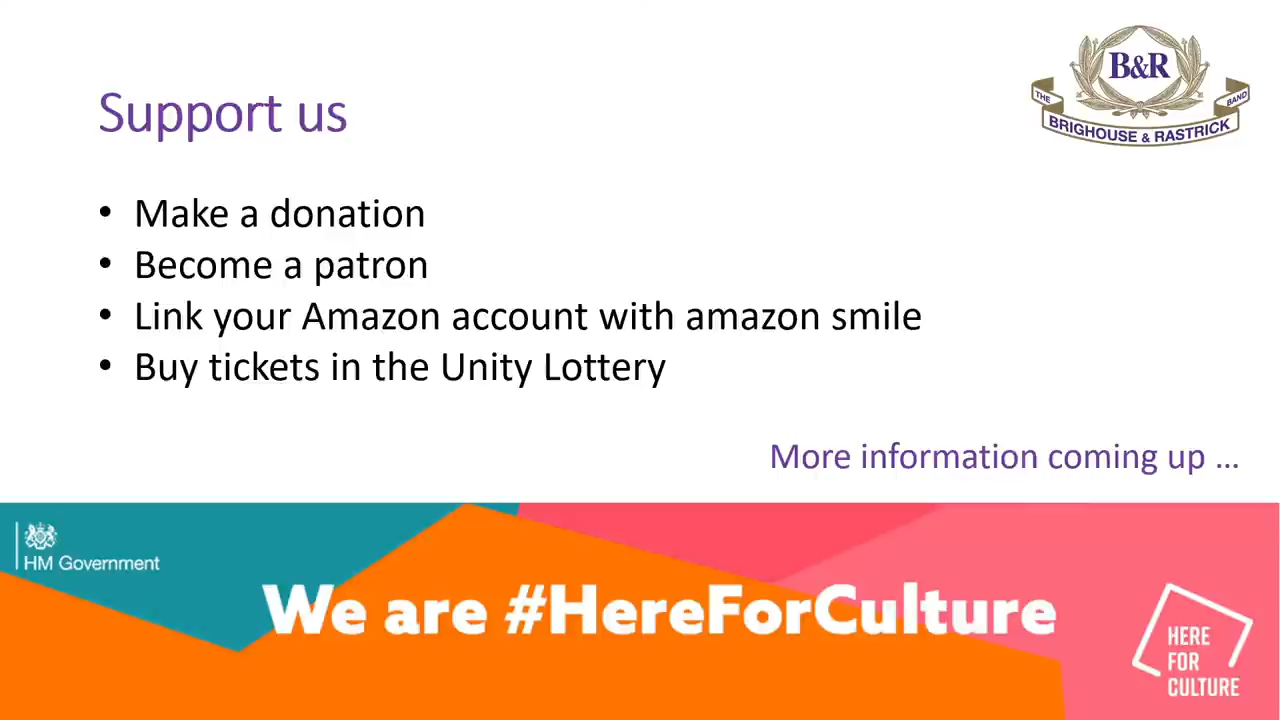 B&R
THE BRIGHOUSE & RASTRICK BAND
Support us
• Make a donation
• Become a patron
• Link your Amazon account with amazon smile
• Buy tickets in the Unity Lottery
More information coming up ...
HM Government
We are #HereForCulture
HERE
FOR
CULTURE